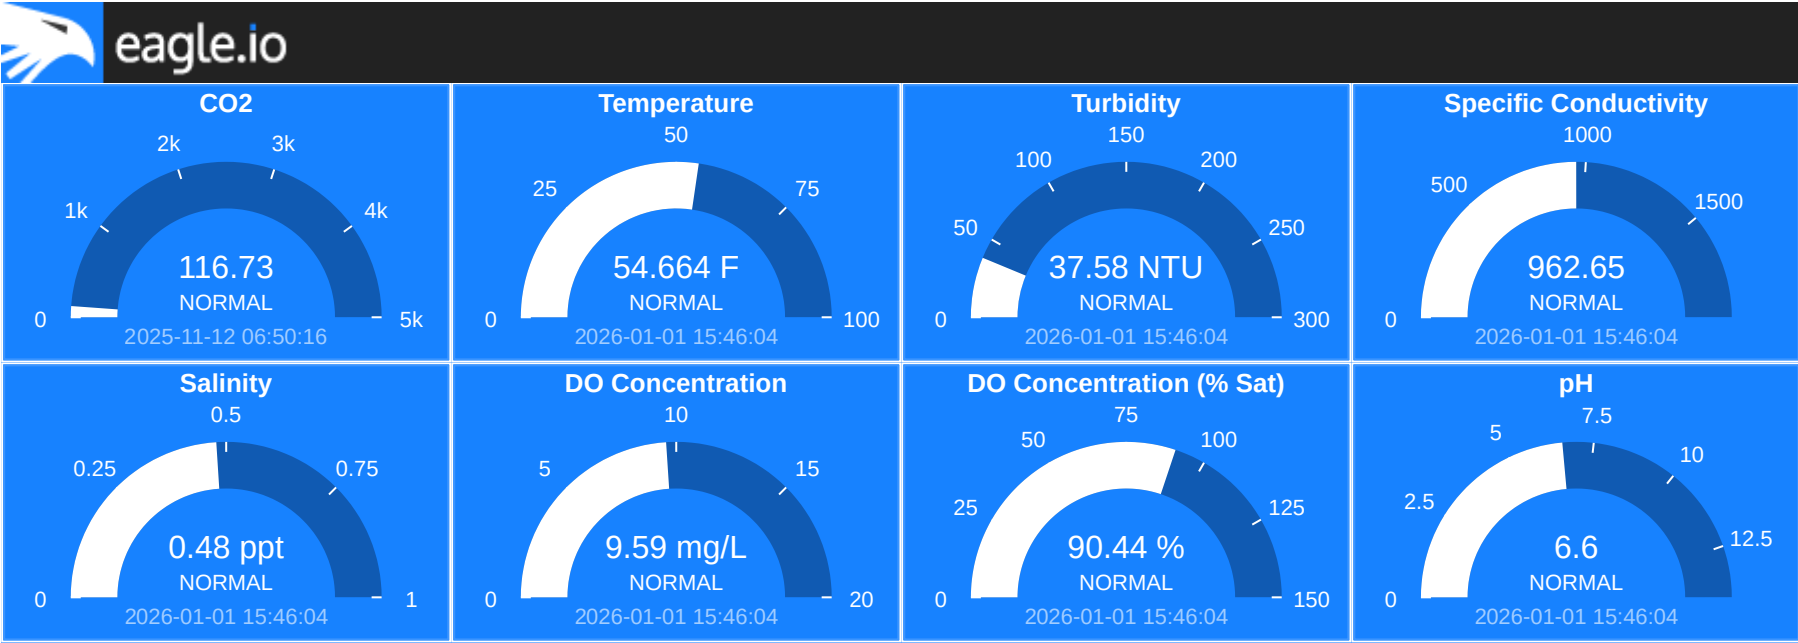 eagle.io
CO2
0
1k
2k
3k
4k
5k
116.73
NORMAL
2025-11-12 06:50:16
Temperature
0
25
50
75
100
54.664 F
NORMAL
2026-01-01 15:46:04
Turbidity
0
50
100
150
200
250
300
37.58 NTU
NORMAL
2026-01-01 15:46:04
Specific Conductivity
0
500
1000
1500
962.65
NORMAL
2026-01-01 15:46:04
Salinity
0
0.25
0.5
0.75
1
0.48 ppt
NORMAL
2026-01-01 15:46:04
DO Concentration
0
5
10
15
20
9.59 mg/L
NORMAL
2026-01-01 15:46:04
DO Concentration (% Sat)
0
25
50
75
100
125
150
90.44 %
NORMAL
2026-01-01 15:46:04
pH
0
2.5
5
7.5
10
12.5
6.6
NORMAL
2026-01-01 15:46:04